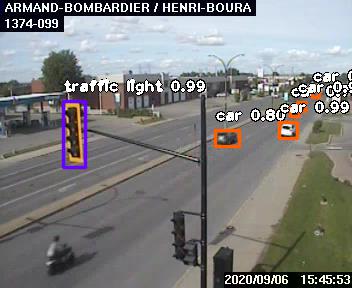 ARMAND-BOMBARDIER / HENRI-BOURA
1374-099
traffic light 0.99
car 0.80
car 0.99
2020/09/06 15:45:53